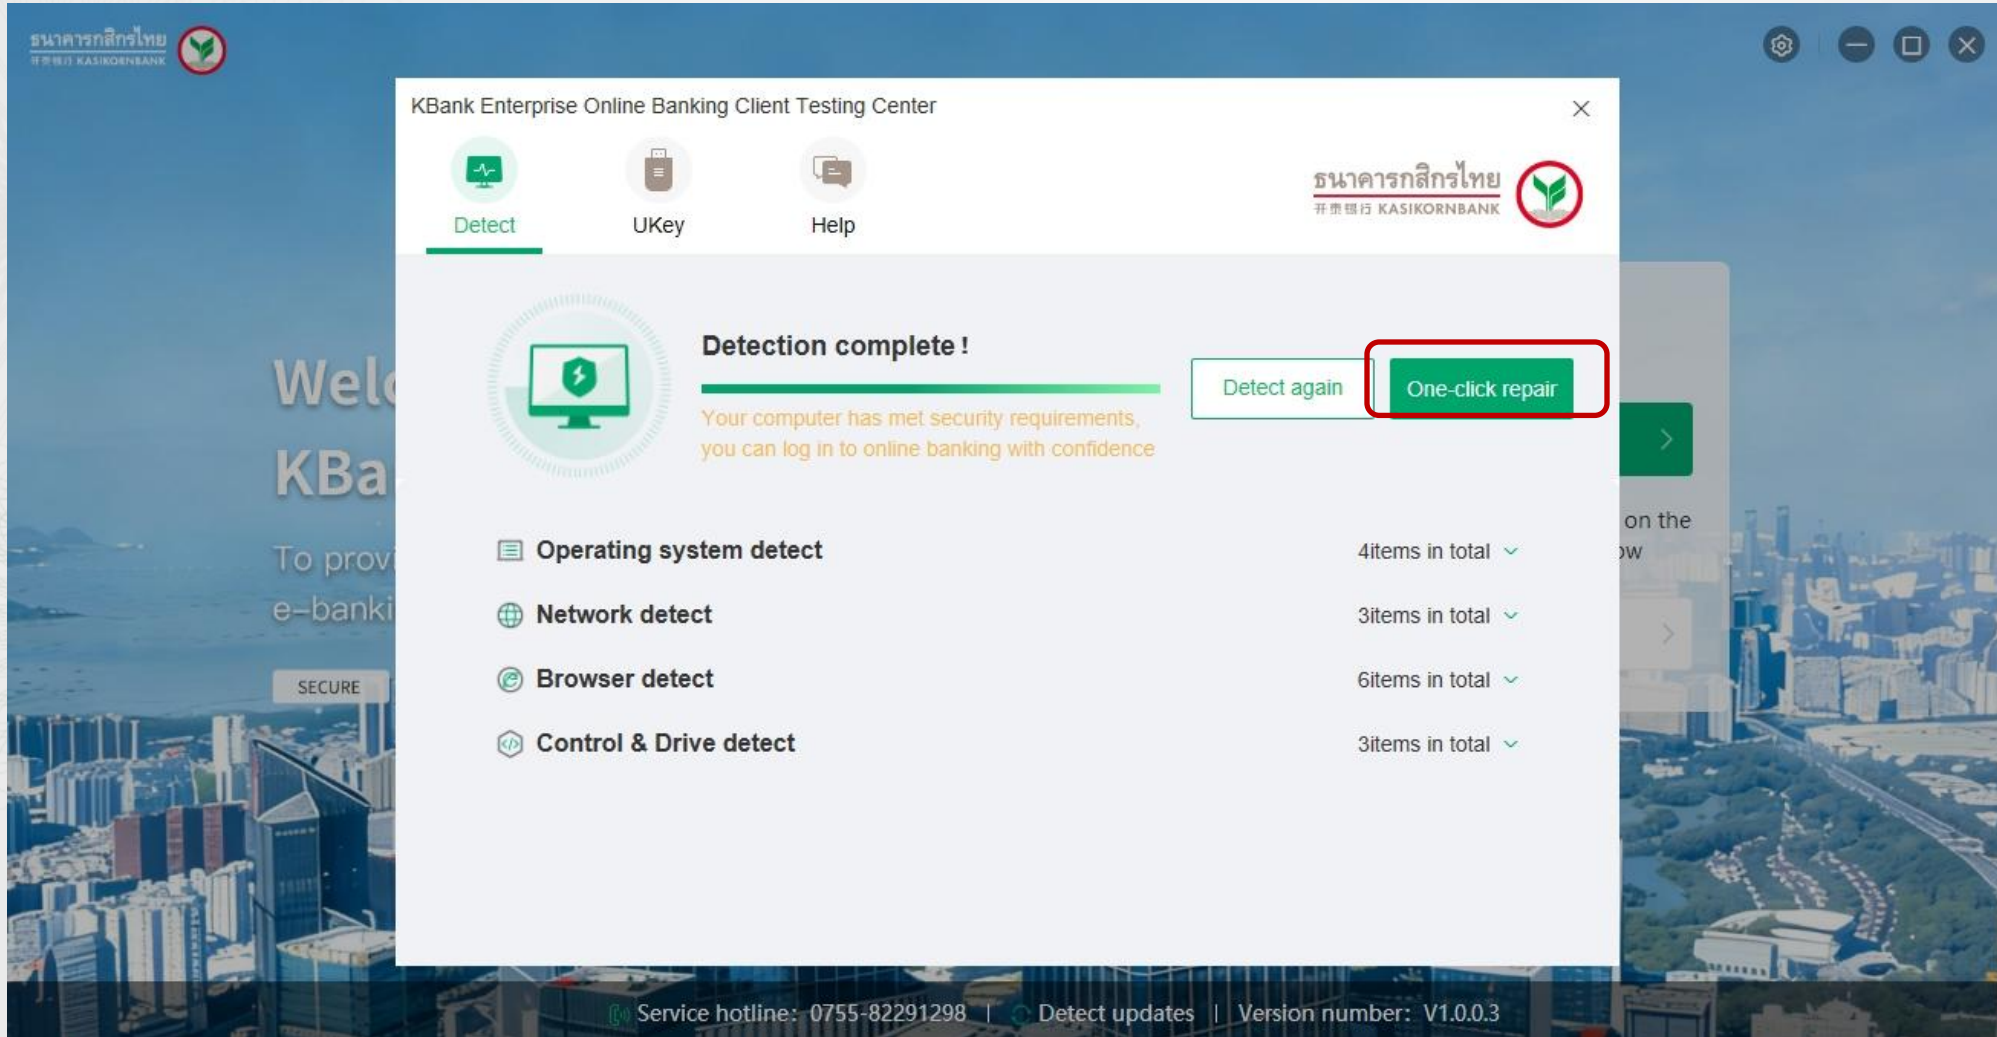 ธนาคารกสิกรไทย
开泰银行 KASIKORNBANK
KBank Enterprise Online Banking Client Testing Center
Detect
UKey
Help
ธนาคารกสิกรไทย
开泰银行 KASIKORNBANK
Detection complete!
Your computer has met security requirements,
you can log in to online banking with confidence
Detect again
One-click repair
Operating system detect
4items in total
Network detect
3items in total
Browser detect
6items in total
Control & Drive detect
3items in total
To
SECURE
on the
Service hotline: 0755-82291298 | Detect updates | Version number: V1.0.0.3